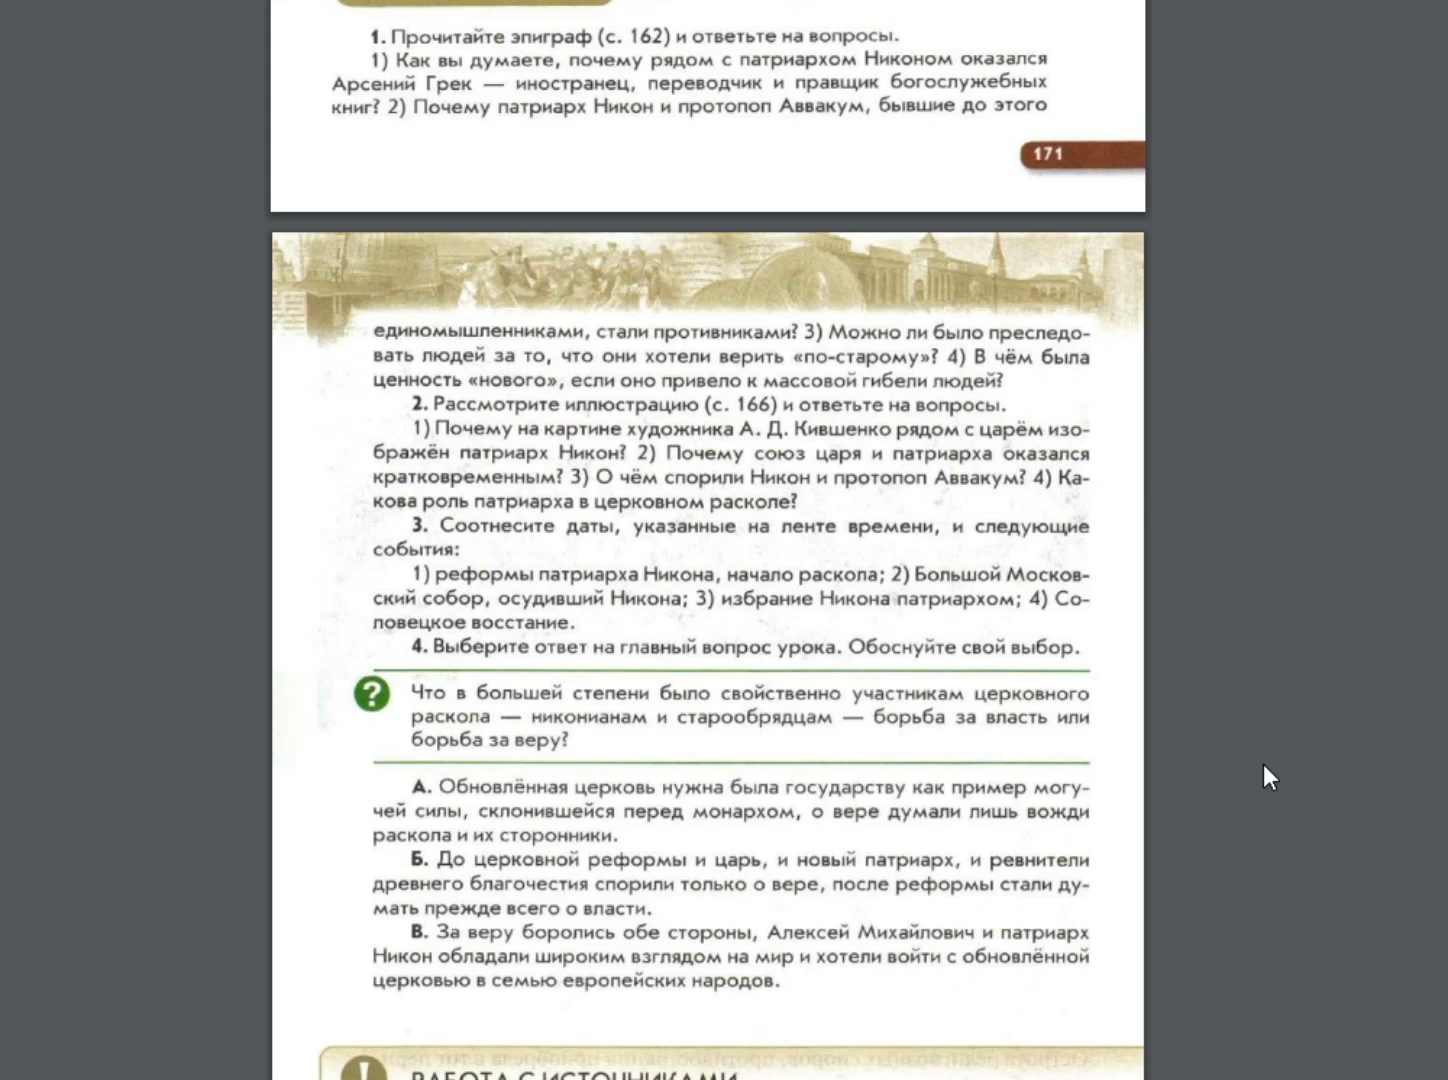 1. Прочитайте эпиграф (с. 162) и ответьте на вопросы.
1) Как вы думаете, почему рядом с патриархом Никоном оказался
Арсений Грек — иностранец, переводчик и правщик богослужебных
книг? 2) Почему патриарх Никон и протопоп Аввакум, бывшие до этого
171
единомышленниками, стали противниками? 3) Можно ли было преследо-
вать людей за то, что они хотели верить «по-старому»? 4) В чём была
ценность «нового», если оно привело к массовой гибели людей?
2. Рассмотрите иллюстрацию (с. 166) и ответьте на вопросы.
1) Почему на картине художника А. Д. Кившенко рядом с царём изо-
бражён патриарх Никон? 2) Почему союз царя и патриарха оказался
кратковременным? 3) О чём спорили Никон и протопоп Аввакум? 4) Ка-
кова роль патриарха в церковном расколе?
3. Соотнесите даты, указанные на ленте времени, и следующие
события:
1) реформы патриарха Никона, начало раскола; 2) Большой Москов-
ский собор, осудивший Никона; 3) избрание Никона патриархом; 4) Со-
ловецкое восстание.
4. Выберите ответ на главный вопрос урока. Обоснуйте свой выбор.
? Что в большей степени было свойственно участникам церковного
раскола — никонианам и старообрядцам — борьба за власть или
борьба за веру?
А. Обновлённая церковь нужна была государству как пример могу-
чей силы, склонившейся перед монархом, о вере думали лишь вожди
раскола и их сторонники.
Б. До церковной реформы и царь, и новый патриарх, и ревнители
древнего благочестия спорили только о вере, после реформы стали ду-
мать прежде всего о власти.
В. За веру боролись обе стороны, Алексей Михайлович и патриарх
Никон обладали широким взглядом на мир и хотели войти с обновлённой
церковью в семью европейских народов.
! РАБОТА С ИСТОЧНИКАМИ